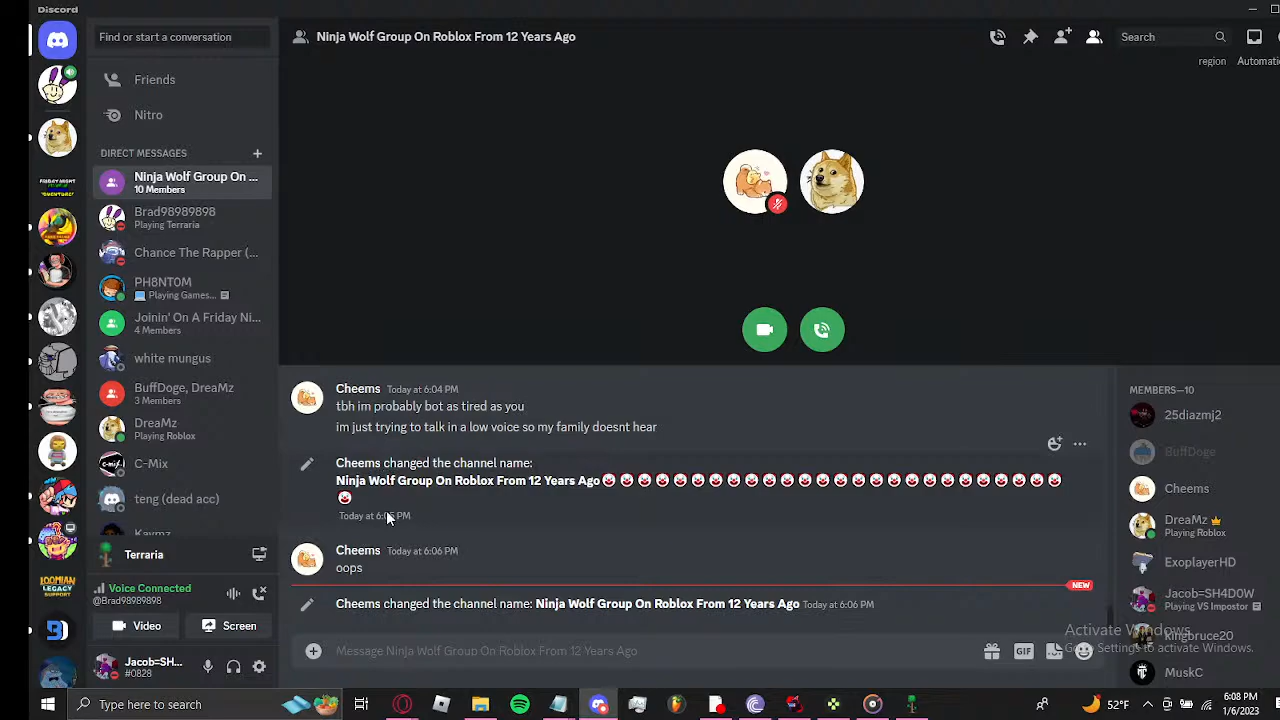 Discord
Find or start a conversation
Ninja Wolf Group On Roblox From 12 Years Ago
Search
region
Automati
Friends
Nitro
DIRECT MESSAGES
Ninja Wolf Group On ...
10 Members
Brad98989898
Playing Terraria
Chance The Rapper (...
PH8NT0M
Playing Games...
Joinin' On A Friday Ni...
4 Members
white mungus
BuffDoge, DreaMz
3 Members
DreaMz
Playing Roblox
C-Mix
teng (dead acc)
Kaymz
LOOMIAN
LEGACY
SUPPORT
Terraria
Voice Connected
@Brad98989898
Video
Screen
Jacob=SH...
#0828
Cheems Today at 6:04 PM
tbh im probably bot as tired as you
im just trying to talk in a low voice so my family doesnt hear
Cheems changed the channel name:
Ninja Wolf Group On Roblox From 12 Years Ago 🤡🤡🤡🤡🤡🤡🤡🤡🤡🤡🤡🤡🤡🤡🤡🤡🤡🤡🤡🤡🤡🤡🤡🤡🤡🤡
🤡
Today at 6:06 PM
Cheems Today at 6:06 PM
oops
NEW
Cheems changed the channel name: Ninja Wolf Group On Roblox From 12 Years Ago Today at 6:06 PM
Message Ninja Wolf Group On Roblox From 12 Years Ago
GIF
MEMBERS—10
25diazmj2
BuffDoge
Cheems
DreaMz
Playing Roblox
ExoplayerHD
Jacob=SH4D0W
Playing VS Impostor
Kingbruce20
MuskC
Activate Windows
Go to Settings to activate Windows.
Type here to search
52°F
6:08 PM
1/6/2023